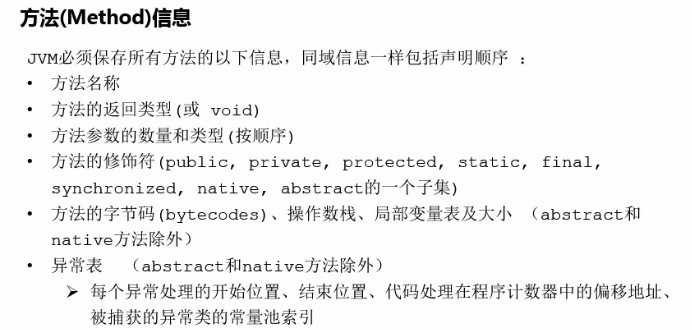 方法(Method)信息
JVM必须保存所有方法的以下信息，同域信息一样包括声明顺序 ：
• 方法名称
• 方法的返回类型(或 void)
• 方法参数的数量和类型(按顺序)
• 方法的修饰符(public, private, protected, static, final,
synchronized, native, abstract的一个子集)
• 方法的字节码(bytecodes)、操作数栈、局部变量表及大小 （abstract和
native方法除外）
• 异常表 （abstract和native方法除外）
➢ 每个异常处理的开始位置、结束位置、代码处理在程序计数器中的偏移地址、
被捕获的异常类的常量池索引